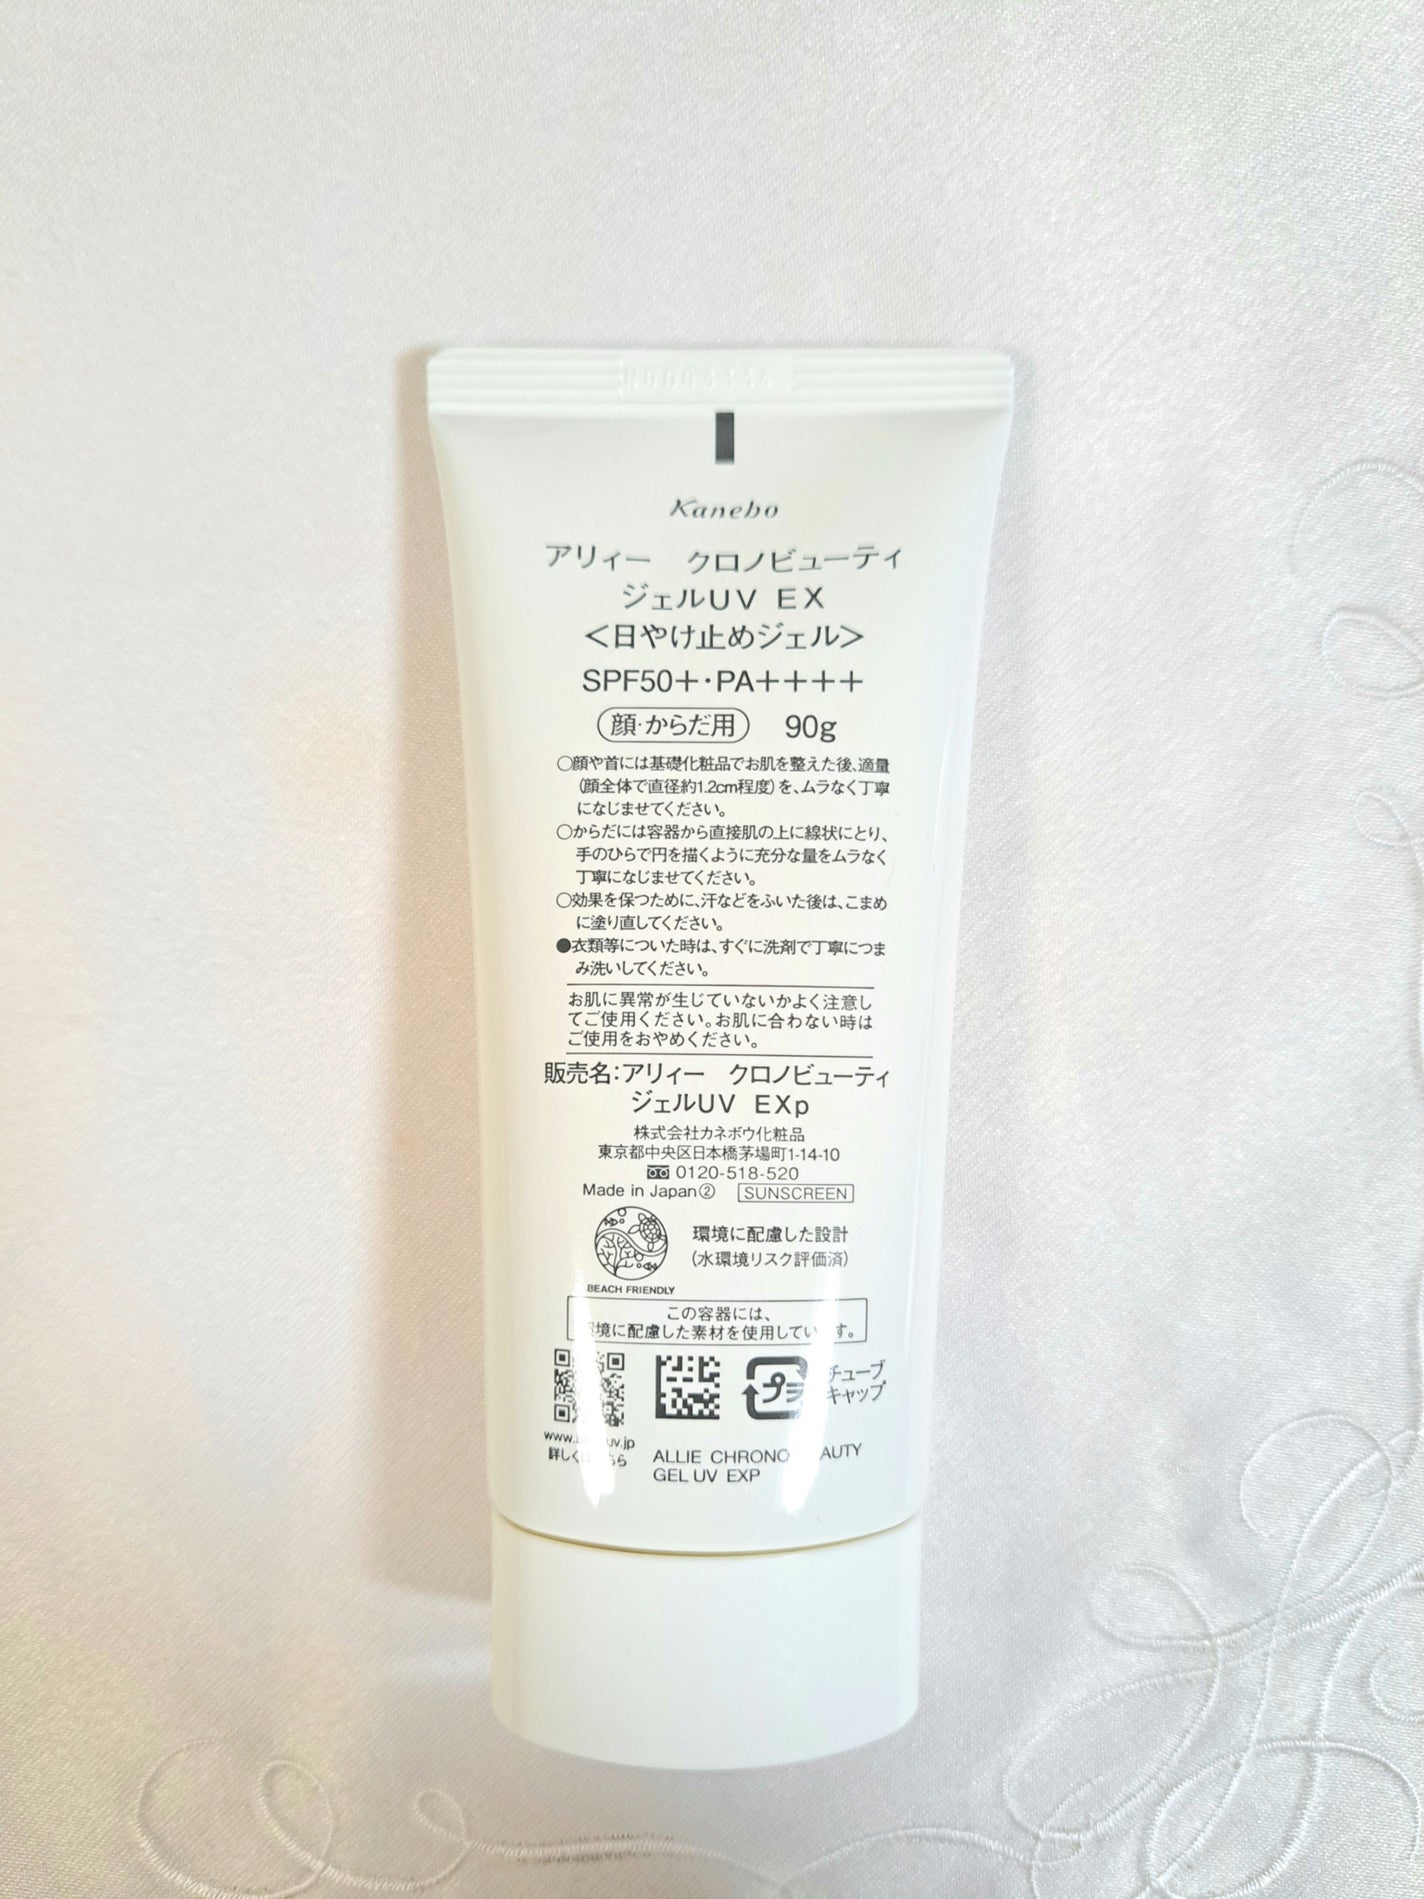 Kanebo
アリィー クロノビューティ
ジェルUV EX
＜日やけ止めジェル＞
SPF50+・PA++++
顔・からだ用 90g
○顔や首には基礎化粧品でお肌を整えた後、適量
（顔全体で直径約1.2cm程度）を、ムラなく丁寧
になじませてください。
○からだには容器から直接肌の上に線状にとり、
手のひらで円を描くように充分な量をムラなく
丁寧になじませてください。
○効果を保つために、汗などをふいた後は、こまめ
に塗り直してください。
●衣類等についた時は、すぐに洗剤で丁寧につま
み洗いしてください。
お肌に異常が生じていないかよく注意し
てご使用ください。お肌に合わない時は
ご使用をおやめください。
販売名：アリィー クロノビューティ
ジェルUV EXp
株式会社カネボウ化粧品
東京都中央区日本橋茅場町1-14-10
0120-518-520
Made in Japan② SUNSCREEN
環境に配慮した設計
（水環境リスク評価済）
BEACH FRIENDLY
この容器には、
環境に配慮した素材を使用しています。
プラ チューブ
キャップ
ALLIE CHRONO
GEL UV EXP